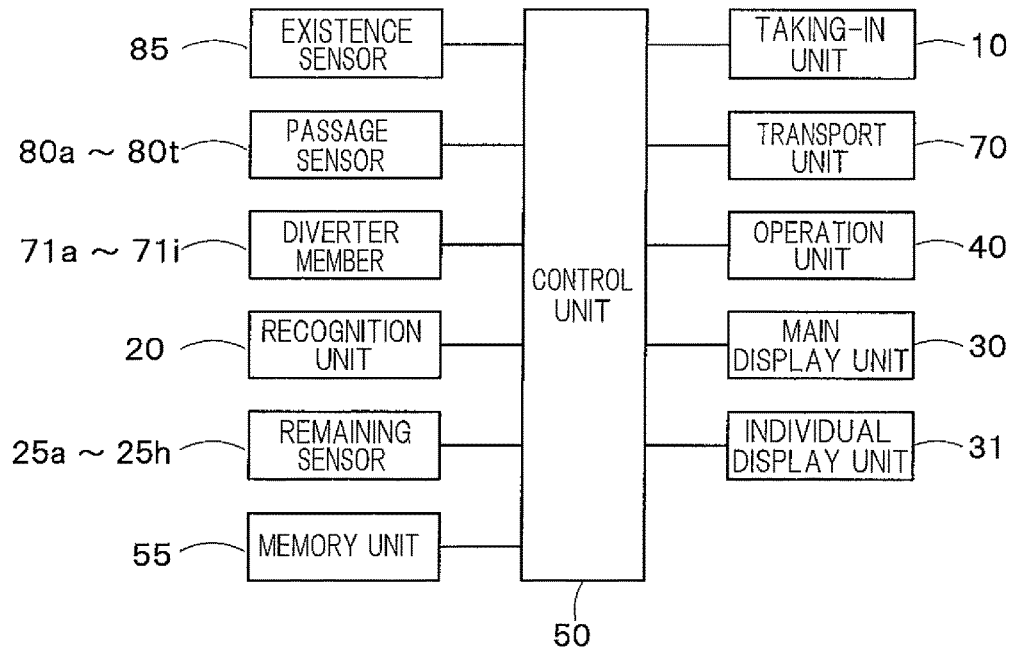 85
EXISTENCE
SENSOR
80a ~ 80t
PASSAGE
SENSOR
71a ~ 71i
DIVERTER
MEMBER
20
RECOGNITION
UNIT
25a ~ 25h
REMAINING
SENSOR
55
MEMORY UNIT
CONTROL
UNIT
50
TAKING-IN
UNIT
10
TRANSPORT
UNIT
70
OPERATION
UNIT
40
MAIN
DISPLAY UNIT
30
INDIVIDUAL
DISPLAY UNIT
31